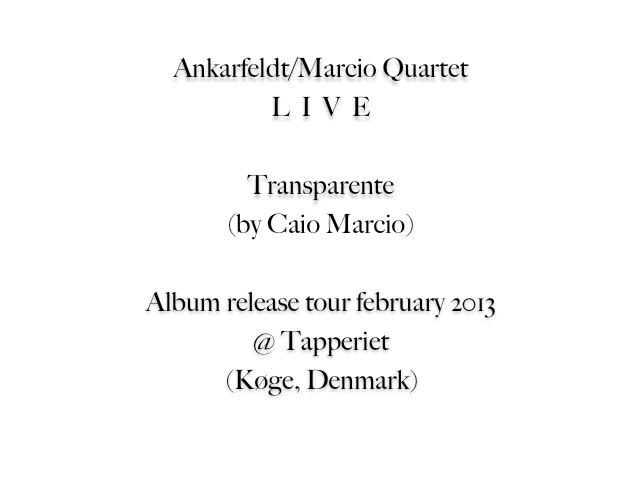 Ankarfeldt/Marcio Quartet
L I V E
Transparente
(by Caio Marcio)
Album release tour february 2013
@ Tapperiet
(Køge, Denmark)